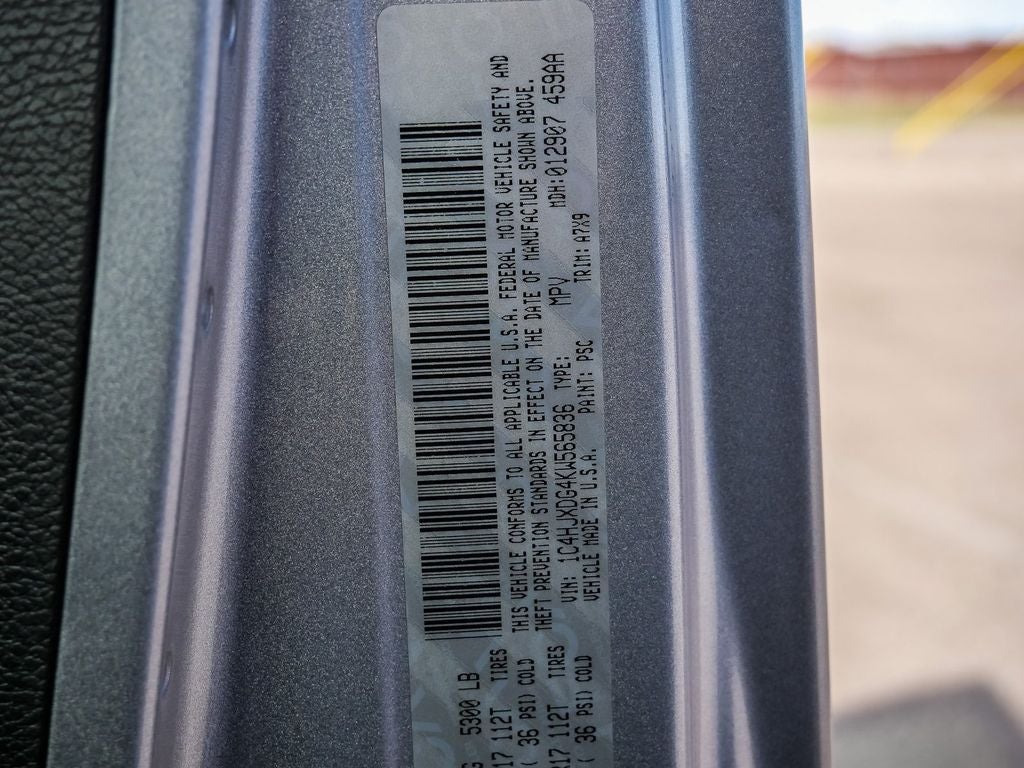 5300 LB
17 112T TIRES
( 36 PSI) COLD
R17 112T TIRES
( 36 PSI) COLD
THIS VEHICLE CONFORMS TO ALL APPLICABLE U.S.A. FEDERAL MOTOR VEHICLE SAFETY AND
THEFT PREVENTION STANDARDS IN EFFECT ON THE DATE OF MANUFACTURE SHOWN ABOVE.
VIN: 1C4HJXDG4KW565836 TYPE: MPV MDH:012907 459AA
VEHICLE MADE IN U.S.A. PAINT: PSC TRIM: A7X9